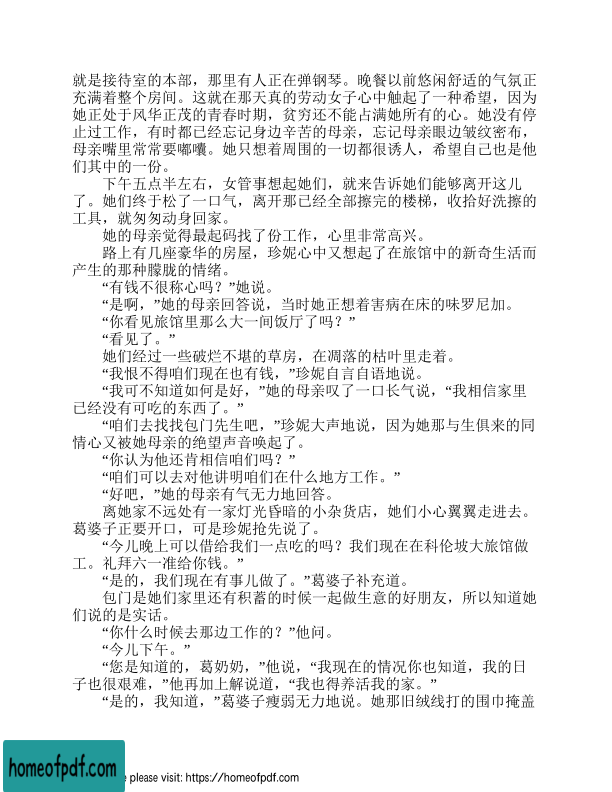 就是接待室的本部，那里有人正在弹钢琴。晚餐以前悠闲舒适的气氛正
充满着整个房间。这就在那天真的劳动女子心中触起了一种希望，因为
她正处于风华正茂的青春时期，贫穷还不能占满她所有的心。她没有停
止过工作，有时都已经忘记身边辛苦的母亲，忘记母亲眼边皱纹密布，
母亲嘴里常常要嘟囔。她只想着周围的一切都很诱人，希望自己也是他
们其中的一份。
下午五点半左右，女管事想起她们，就来告诉她们能够离开这儿
了。她们终于松了一口气，离开那已经全部擦完的楼梯，收拾好洗擦的
工具，就匆匆动身回家。
她的母亲觉得最起码找了份工作，心里非常高兴。
路上有几座豪华的房屋，珍妮心中又想起了在旅馆中的新奇生活而
产生的那种朦胧的情绪。
“有钱不很称心吗？”她说。
“是啊，”她的母亲回答说，当时她正想着害病在床的味罗尼加。
“你看见旅馆里那么大一间饭厅了吗？”
“看见了。”
她们经过一些破烂不堪的草房，在凋落的枯叶里走着。
“我恨不得咱们现在也有钱，”珍妮自言自语地说。
“我可不知道如何是好，”她的母亲叹了一口长气说，“我相信家里
已经没有可吃的东西了。”
“咱们去找找包门先生吧，”珍妮大声地说，因为她那与生俱来的同
情心又被她母亲的绝望声音唤起了。
“你认为他还肯相信咱们吗？”
“咱们可以去对他讲明咱们在什么地方工作。”
“好吧，”她的母亲有气无力地回答。
离她家不远处有一家灯光昏暗的小杂货店，她们小心翼翼走进去。
葛婆子正要开口，可是珍妮抢先说了。
“今儿晚上可以借给我们一点吃的吗？我们现在在科伦坡大旅馆做
工。礼拜六一准给你钱。”
“是的，我们现在有事儿做了。”葛婆子补充道。
包门是她们家里还有积蓄的时候一起做生意的好朋友，所以知道她
们说的是实话。
“你什么时候去那边工作的？”他问。
“今儿下午。”
“您是知道的，葛奶奶，”他说，“我现在的情况你也知道，我的日
子也很艰难，”他再加上解说道，“我也得养活我的家。”
“是的，我知道，”葛婆子瘦弱无力地说。她那旧绒线打的围巾掩盖
homeofpdf.com
e please visit: https://homeofpdf.com